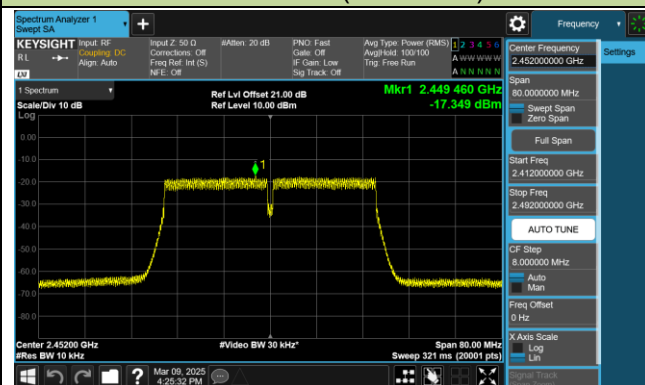 Spectrum Analyzer 1
Swept SA
Frequency
KEYSIGHT
Input: RF
Input Z: 50 Ω
#Atten: 20 dB
PNO: Fast
Avg Type: Power (RMS)
1 2 3 4 5 6
RL
Coupling: DC
Corrections: Off
Gate: Off
Avg|Hold: 100/100
A W W W W W
Align: Auto
Freq Ref: Int (S)
IF Gain: Low
Trig: Free Run
NFE: Off
Sig Track: Off
A N N N N N
LXI
Center Frequency
2.452000000 GHz
Settings
Span
80.0000000 MHz
Swept Span
Zero Span
Full Span
Start Freq
2.412000000 GHz
Stop Freq
2.492000000 GHz
AUTO TUNE
CF Step
8.000000 MHz
Auto
Man
Freq Offset
0 Hz
X Axis Scale
Log
Lin
Signal Track
1 Spectrum
Ref Lvl Offset 21.00 dB
Mkr1 2.449 460 GHz
Scale/Div 10 dB
Ref Level 10.00 dBm
-17.349 dBm
Log
0.00
-10.0
1
-20.0
-30.0
-40.0
-50.0
-60.0
-70.0
-80.0
Center 2.45200 GHz
#Video BW 30 kHz*
Span 80.00 MHz
#Res BW 10 kHz
Sweep 321 ms (20001 pts)
?
Mar 09, 2025
4:25:32 PM